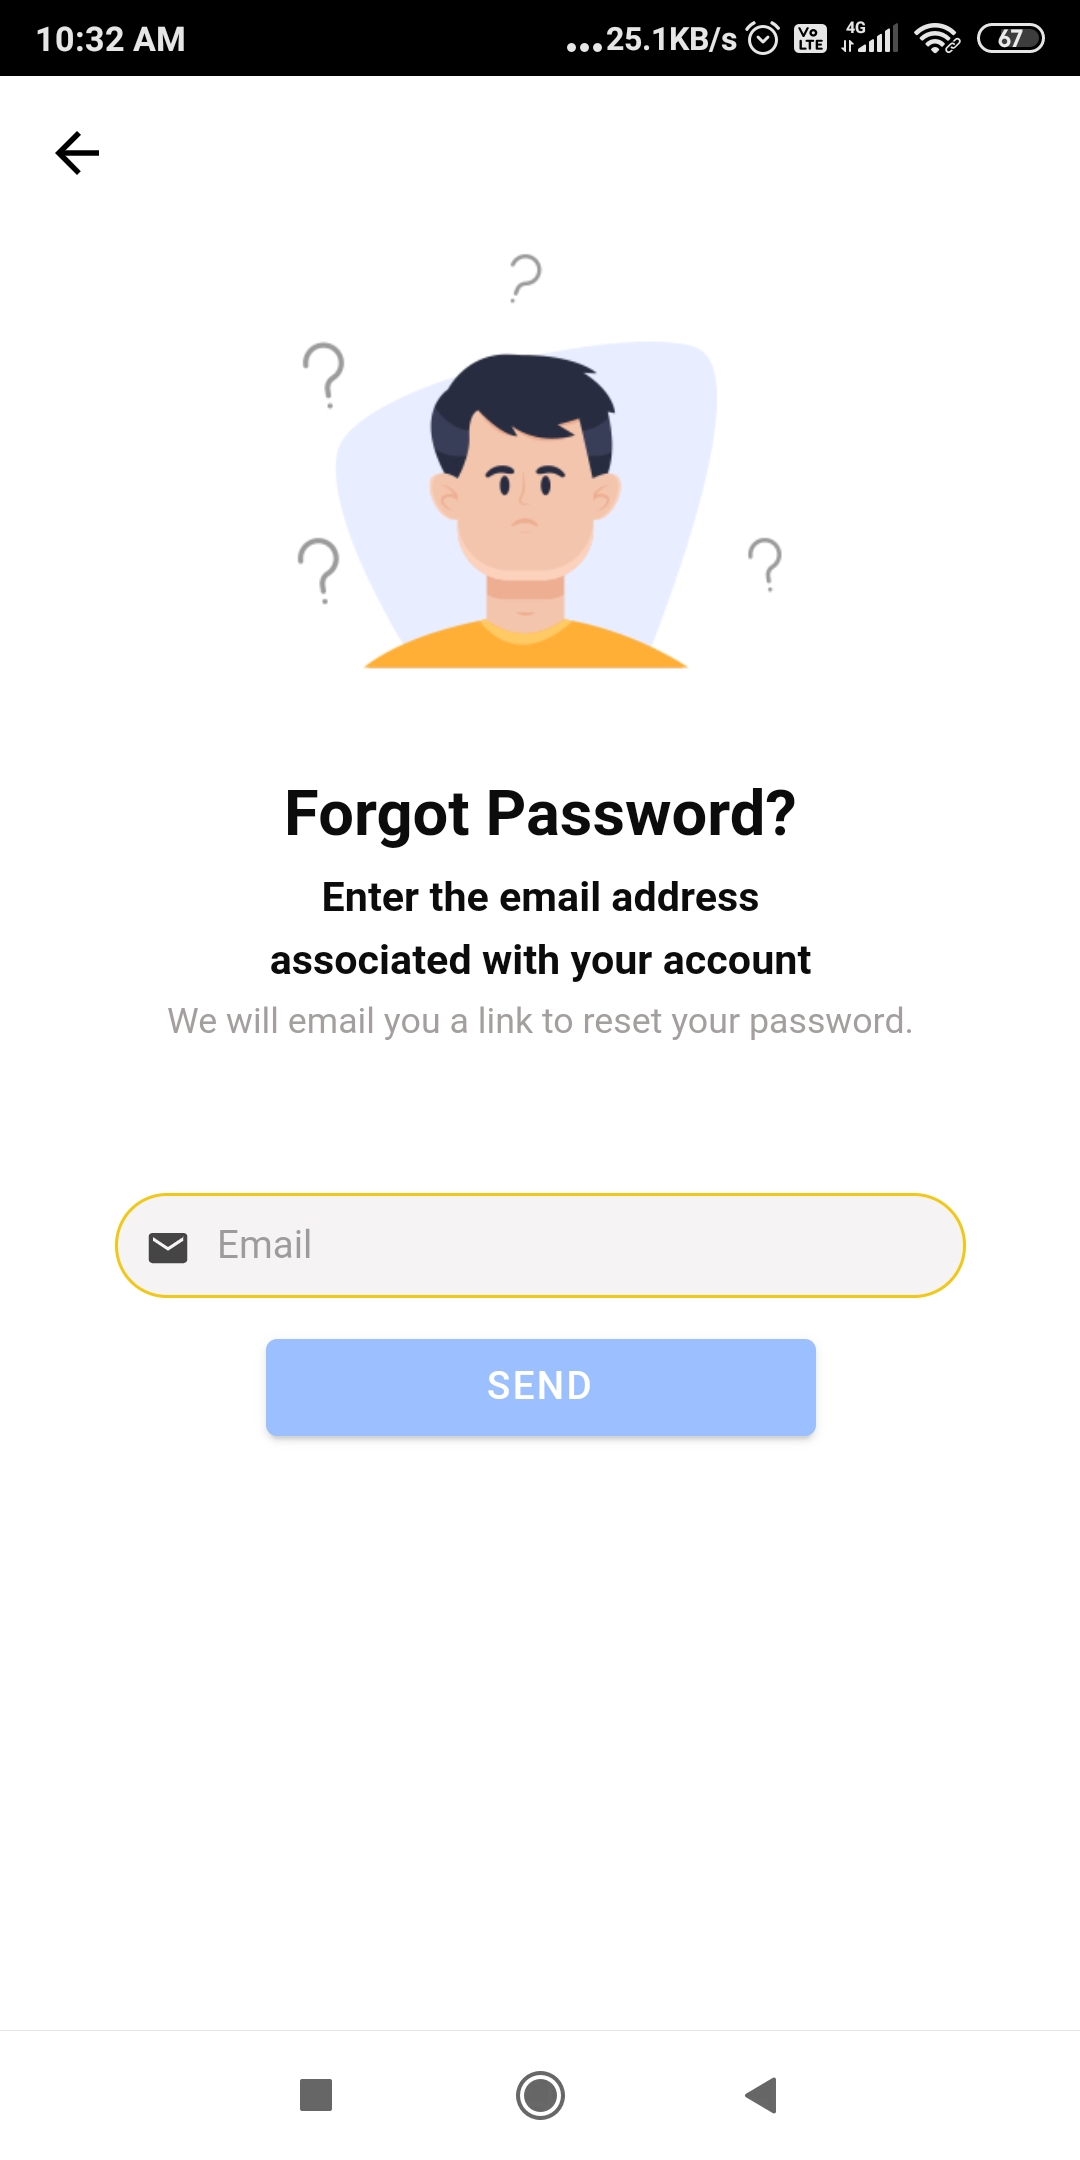 10:32 AM
...25.1KB/s
Vo
LTE
4G
67
?
?
?
?
Forgot Password?
Enter the email address
associated with your account
We will email you a link to reset your password.
Email
SEND